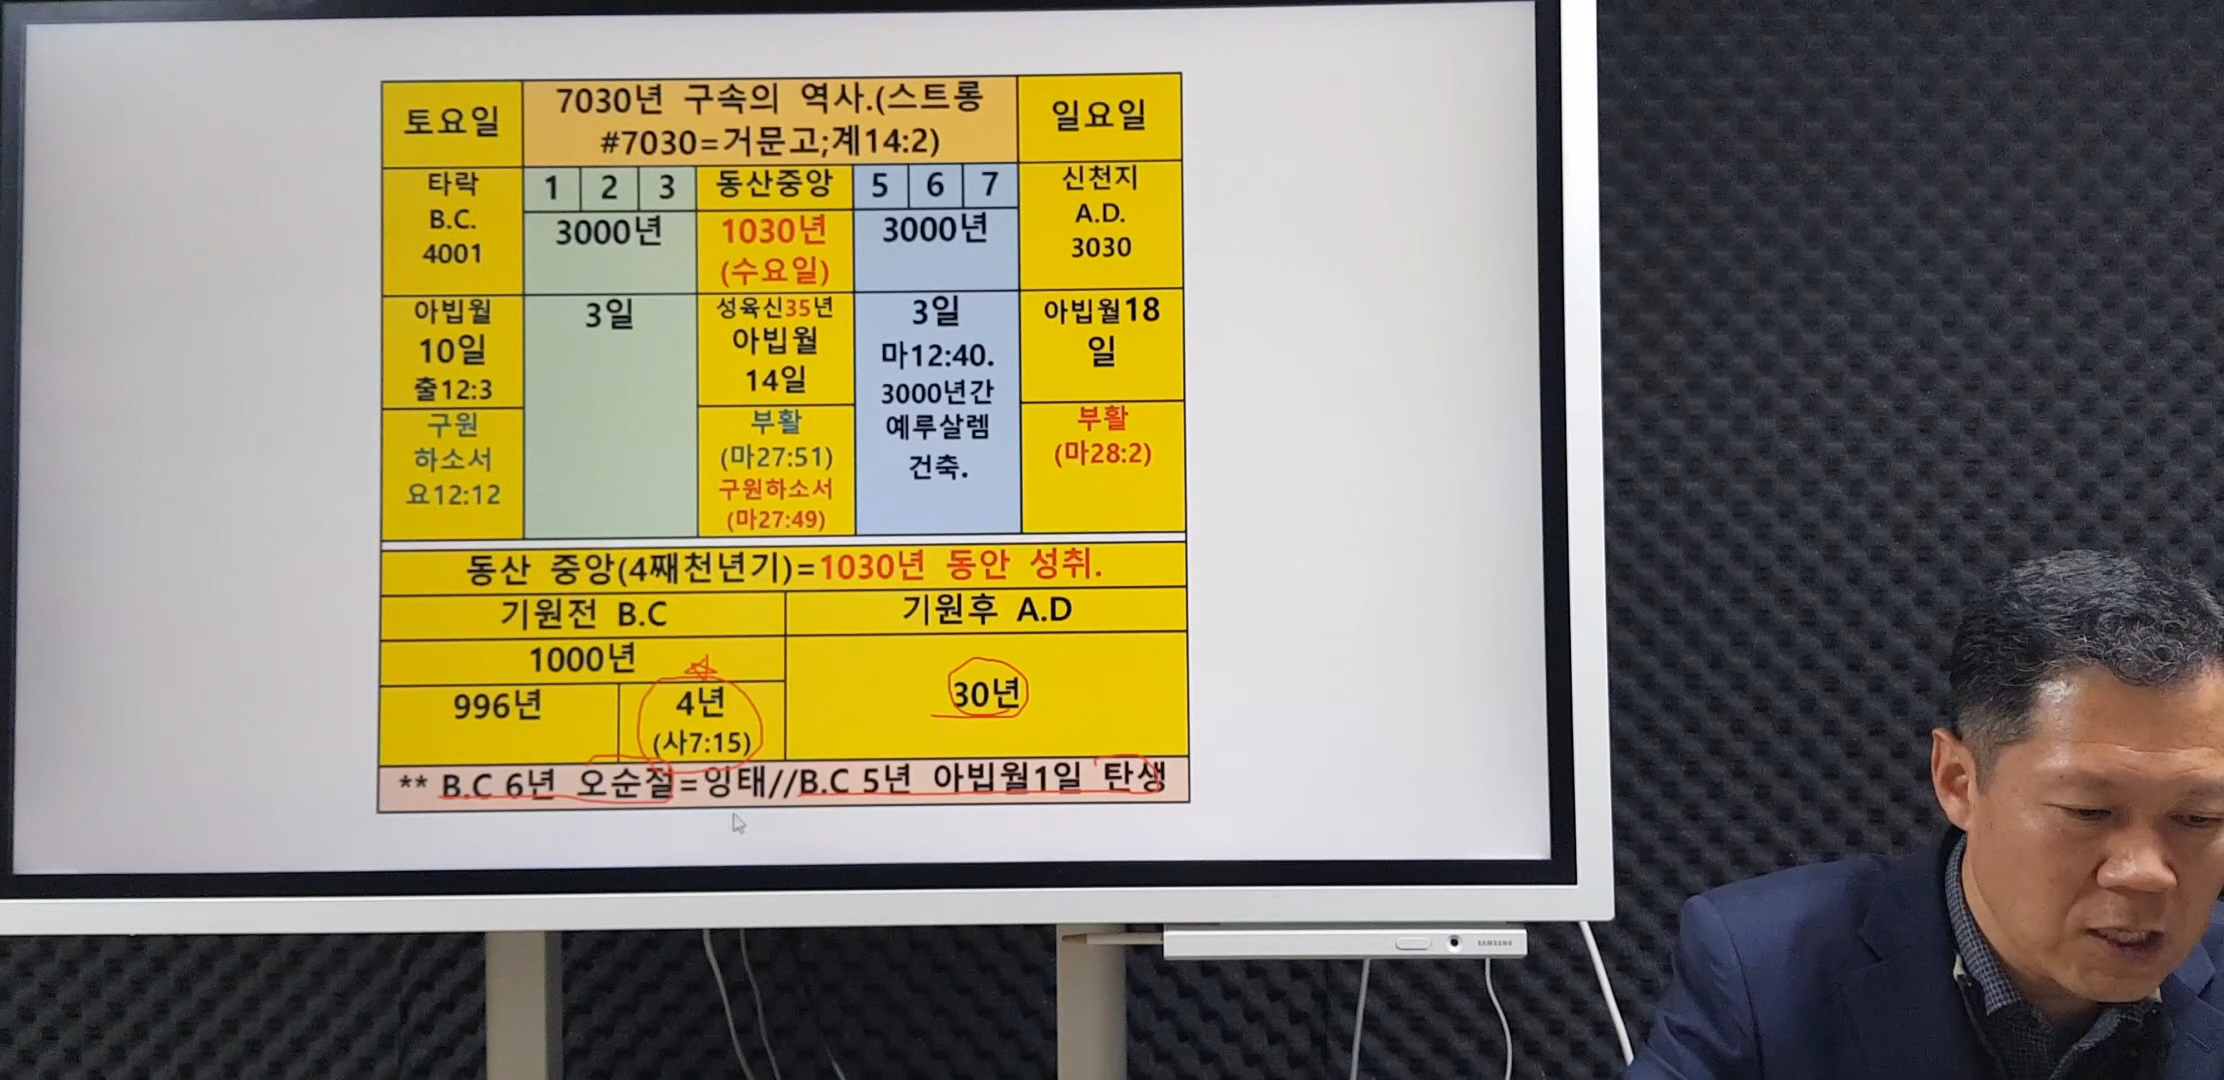 토요일
7030년 구속의 역사.(스트롱
#7030=거문고;계14:2)
일요일
타락
B.C.
4001
1 2 3
3000년
동산중앙
1030년
(수요일)
5 6 7
3000년
신천지
A.D.
3030
아빕월
10일
출12:3
3일
성육신35년
아빕월
14일
3일
마12:40.
3000년간
예루살렘
건축.
아빕월18
일
구원
하소서
요12:12
부활
(마27:51)
구원하소서
(마27:49)
부활
(마28:2)
동산 중앙(4째천년기)=1030년 동안 성취.
기원전 B.C
기원후 A.D
1000년
996년
4년
(사7:15)
30년
** B.C 6년 오순절=잉태//B.C 5년 아빕월1일 탄생
SAMSUNG